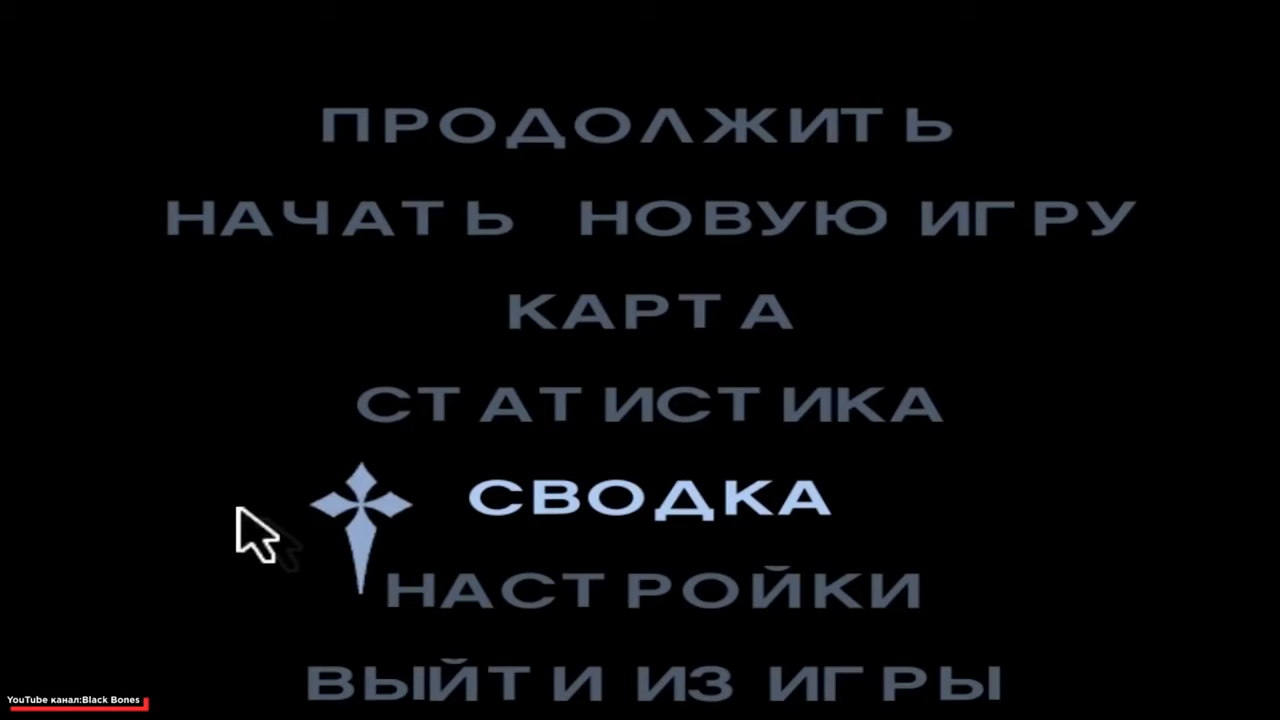 ПРОДОЛЖИТЬ
НАЧАТЬ НОВУЮ ИГРУ
КАРТА
СТАТИСТИКА
СВОДКА
НАСТРОЙКИ
ВЫЙТИ ИЗ ИГРЫ
YouTube канал:Black Bones